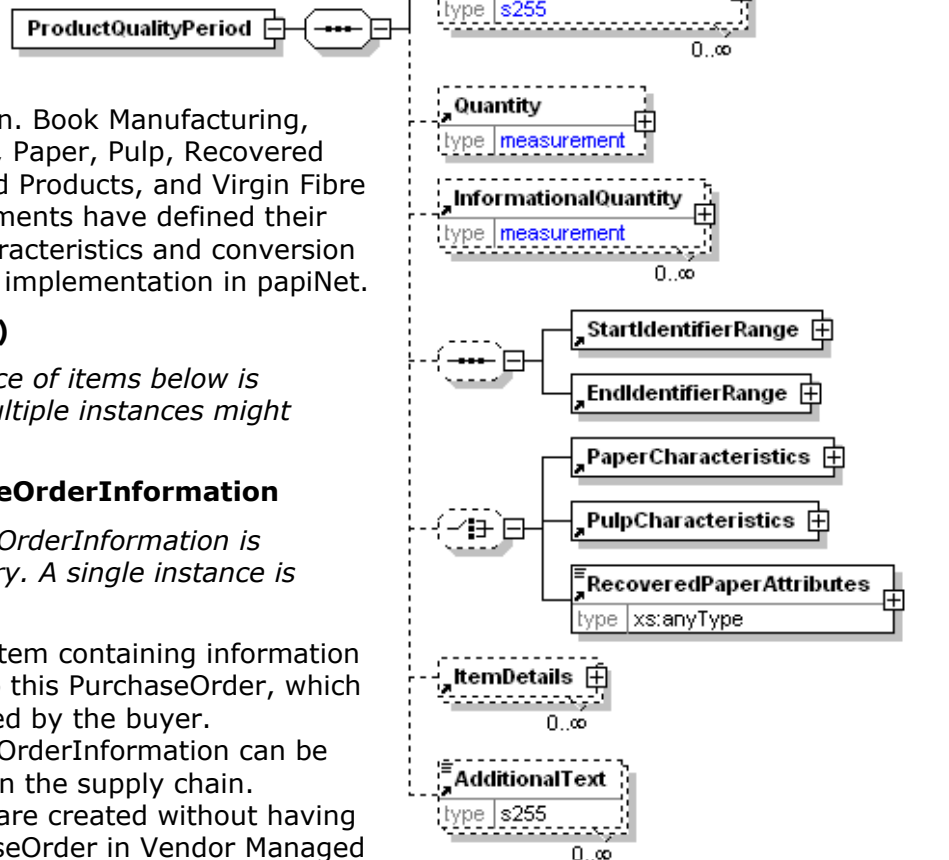 ProductQualityPeriod
type s255
0..∞
Quantity
type measurement
InformationalQuantity
type measurement
0..∞
StartIdentifierRange
EndIdentifierRange
PaperCharacteristics
PulpCharacteristics
RecoveredPaperAttributes
type xs:anyType
ItemDetails
0..∞
AdditionalText
type s255
0..∞
n. Book Manufacturing,
, Paper, Pulp, Recovered
d Products, and Virgin Fibre
ments have defined their
racteristics and conversion
implementation in papiNet.
)
ce of items below is
ultiple instances might
eOrderInformation
OrderInformation is
ry. A single instance is
tem containing information
this PurchaseOrder, which
ed by the buyer.
OrderInformation can be
n the supply chain.
are created without having
seOrder in Vendor Managed